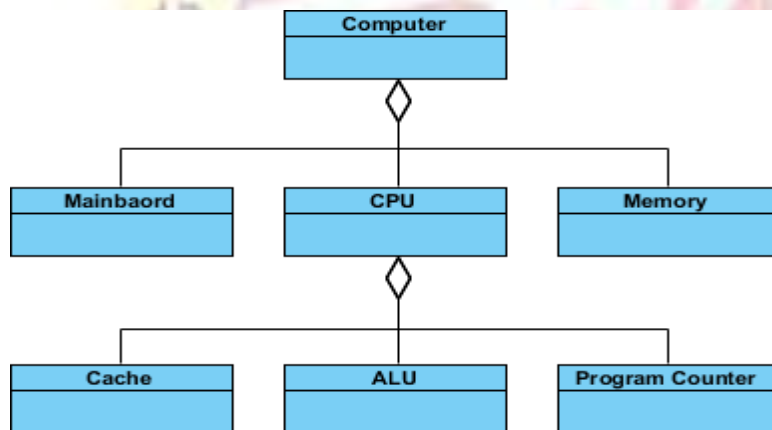 Computer
Mainbaord
CPU
Memory
Cache
ALU
Program Counter